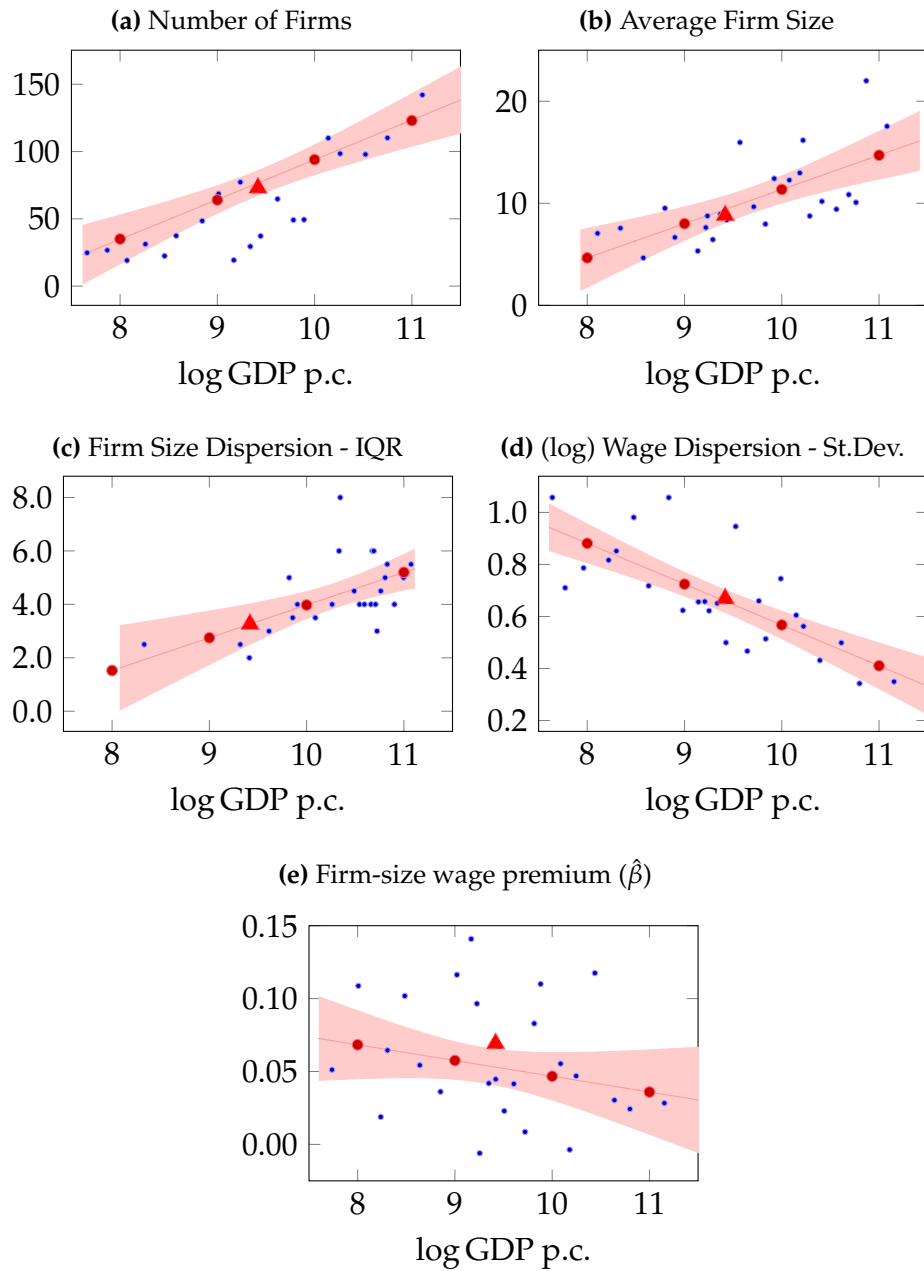 (a) Number of Firms
(b) Average Firm Size
150
100
50
0
8 9 10 11
log GDP p.c.
20
10
0
8 9 10 11
log GDP p.c.
(c) Firm Size Dispersion - IQR
(d) (log) Wage Dispersion - St.Dev.
8.0
6.0
4.0
2.0
0.0
8 9 10 11
log GDP p.c.
1.0
0.8
0.6
0.4
0.2
8 9 10 11
log GDP p.c.
(e) Firm-size wage premium (β̂)
0.15
0.10
0.05
0.00
8 9 10 11
log GDP p.c.